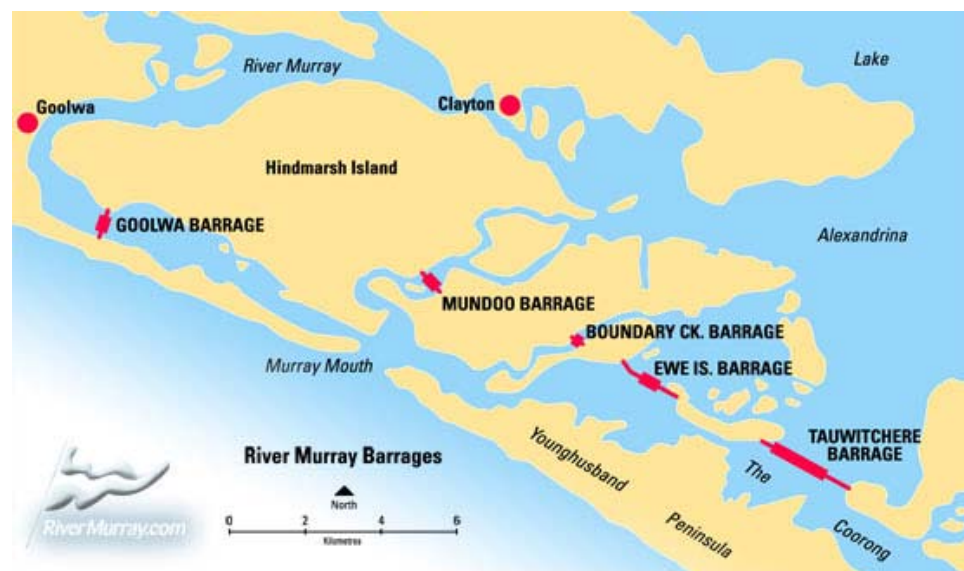 Lake
River Murray
Goolwa
Clayton
Hindmarsh Island
GOOLWA BARRAGE
Alexandrina
MUNDOO BARRAGE
BOUNDARY CK. BARRAGE
Murray Mouth
EWE IS. BARRAGE
TAUWITCHERE
BARRAGE
Younghusband
Peninsula
The
Coorong
River Murray Barrages
North
0 2 4 6
Kilometres
RiverMurray.com